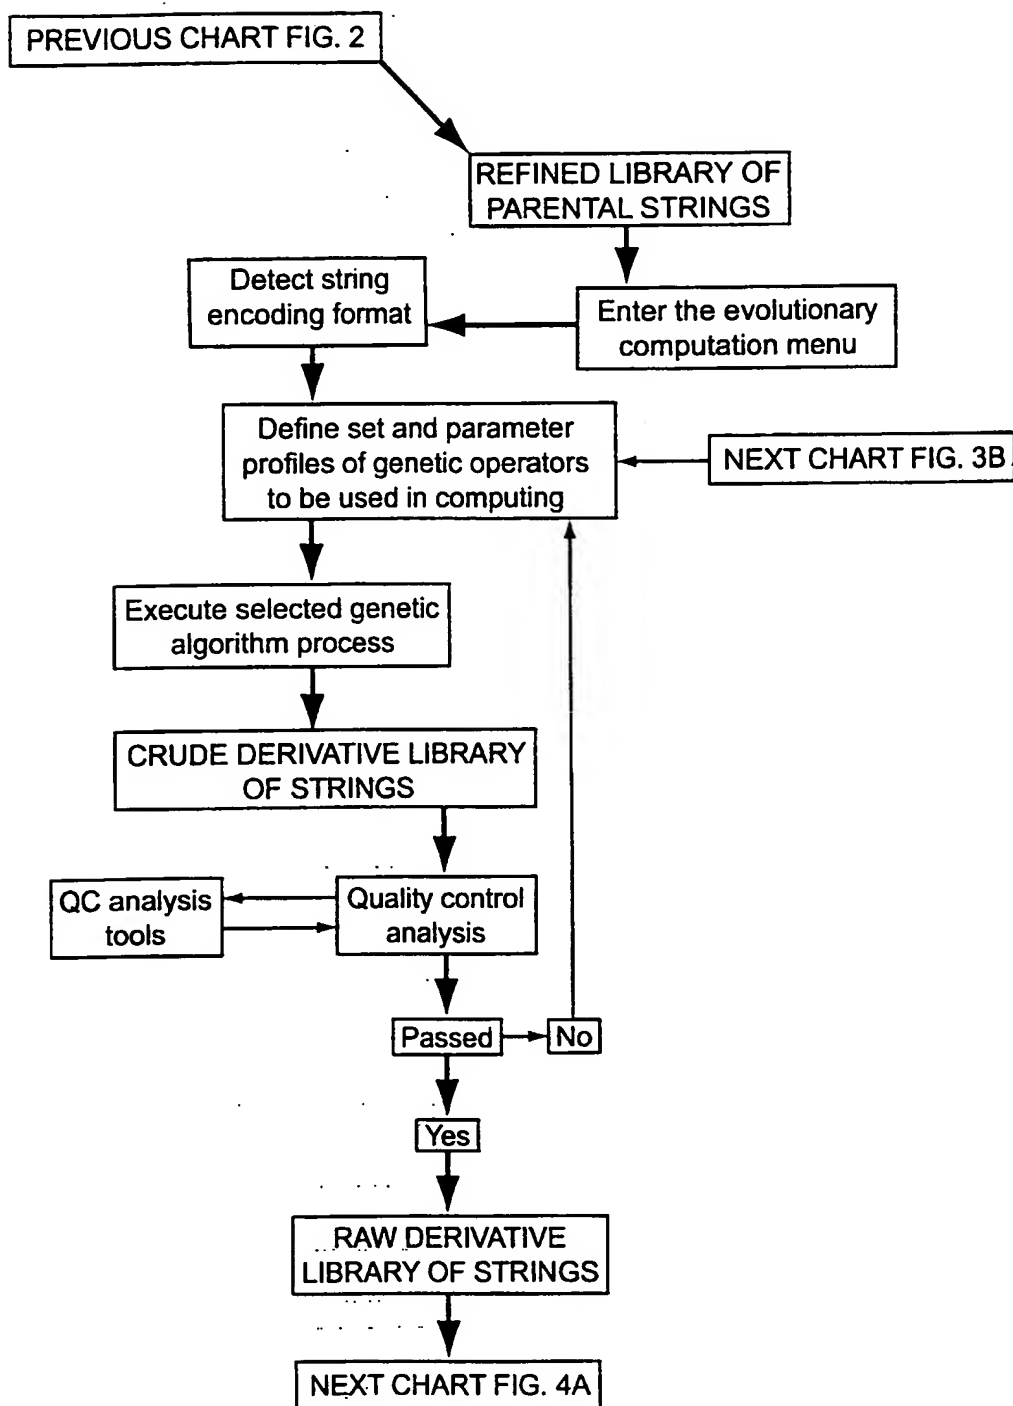 PREVIOUS CHART FIG. 2
REFINED LIBRARY OF
PARENTAL STRINGS
Detect string
encoding format
Enter the evolutionary
computation menu
Define set and parameter
profiles of genetic operators
to be used in computing
NEXT CHART FIG. 3B
Execute selected genetic
algorithm process
CRUDE DERIVATIVE LIBRARY
OF STRINGS
QC analysis
tools
Quality control
analysis
Passed
No
Yes
RAW DERIVATIVE
LIBRARY OF STRINGS
NEXT CHART FIG. 4A